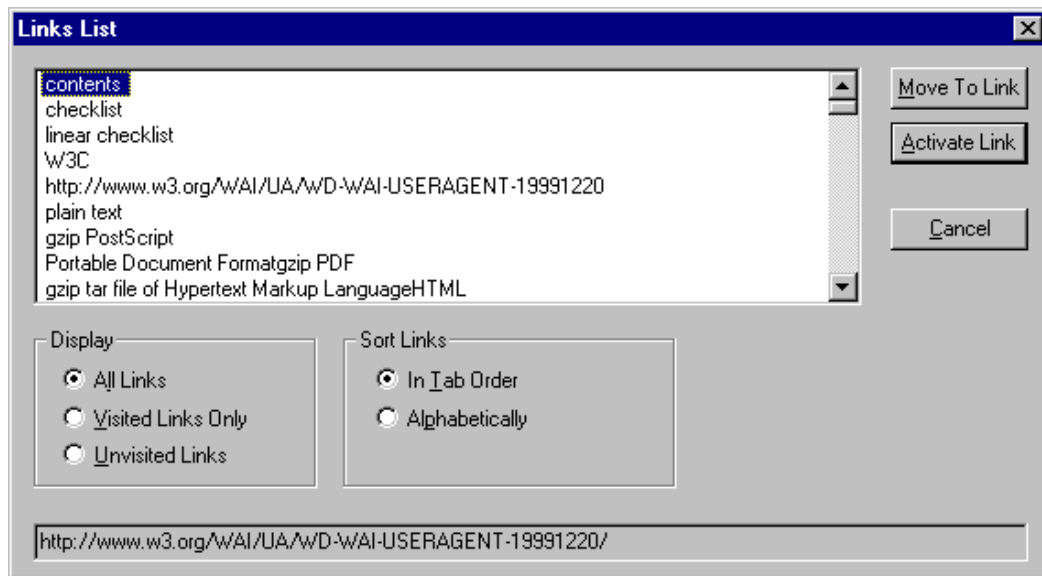 Links List
contents
checklist
linear checklist
W3C
http://www.w3.org/WAI/UA/WD-WAI-USERAGENT-19991220
plain text
gzip PostScript
Portable Document Formatgzip PDF
gzip tar file of Hypertext Markup LanguageHTML
Move To Link
Activate Link
Cancel
Display
All Links
Visited Links Only
Unvisited Links
Sort Links
In Tab Order
Alphabetically
http://www.w3.org/WAI/UA/WD-WAI-USERAGENT-19991220/